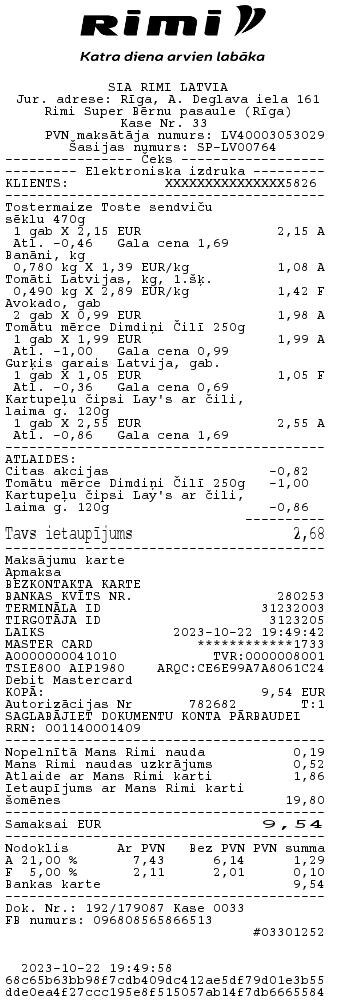 Rimi
Katra diena arvien labāka
SIA RIMI LATVIA
Jur. adrese: Rīga, A. Deglava iela 161
Rimi Super Bērnu pasaule (Rīga)
Kase Nr. 33
PVN maksātāja numurs: LV40003053029
Šasijas numurs: SP-LV00764
---------------- Čeks ------------------
---------- Elektroniska izdruka ---------
KLIENTS: XXXXXXXXXXXXXXX5826
Tostermaize Toste sendviču
sēklu 470g
1 gab X 2,15 EUR 2,15 A
Atl. -0,46 Gala cena 1,69
Banāni, kg
0,780 kg X 1,39 EUR/kg 1,08 A
Tomāti Latvijas, kg, 1.šķ.
0,490 kg X 2,89 EUR/kg 1,42 F
Avokado, gab
2 gab X 0,99 EUR 1,98 A
Tomātu mērce Dimdiņi Čilī 250g
1 gab X 1,99 EUR 1,99 A
Atl. -1,00 Gala cena 0,99
Gurķis garais Latvija, gab.
1 gab X 1,05 EUR 1,05 F
Atl. -0,36 Gala cena 0,69
Kartupeļu čipsi Lay's ar čili,
laima g. 120g
1 gab X 2,55 EUR 2,55 A
Atl. -0,86 Gala cena 1,69
ATLAIDES:
Citas akcijas -0,82
Tomātu mērce Dimdiņi Čilī 250g -1,00
Kartupeļu čipsi Lay's ar čili,
laima g. 120g -0,86
Tavs ietaupījums 2,68
Maksājumu karte
Apmaksa
BEZKONTAKTA KARTE
BANKAS KVĪTS NR. 280253
TERMINĀLA ID 31232003
TIRGOTĀJA ID 3123205
LAIKS 2023-10-22 19:49:42
MASTER CARD ************1733
A0000000041010 TVR:0000008001
TSIE800 AIP1980 ARQC:CE6E99A7A8061C24
Debit Mastercard
KOPĀ: 9,54 EUR
Autorizācijas Nr 782682 T:1
SAGLABĀJIET DOKUMENTU KONTA PĀRBAUDEI
RRN: 001140001409
Nopelnītā Mans Rimi nauda 0,19
Mans Rimi naudas uzkrājums 0,52
Atlaide ar Mans Rimi karti 1,86
Ietaupījums ar Mans Rimi karti
šomēnes 19,80
Samaksai EUR 9,54
Nodoklis Ar PVN Bez PVN PVN summa
A 21,00 % 7,43 6,14 1,29
F 5,00 % 2,11 2,01 0,10
Bankas karte 9,54
Dok. Nr.: 192/179087 Kase 0033
FB numurs: 096808565866513
#03301252
2023-10-22 19:49:58
68c65b63bb98f7cdb409dc412ae5df79d01e3b55
dde0ea4f27ccc195e8f515057ab14f7db6665584